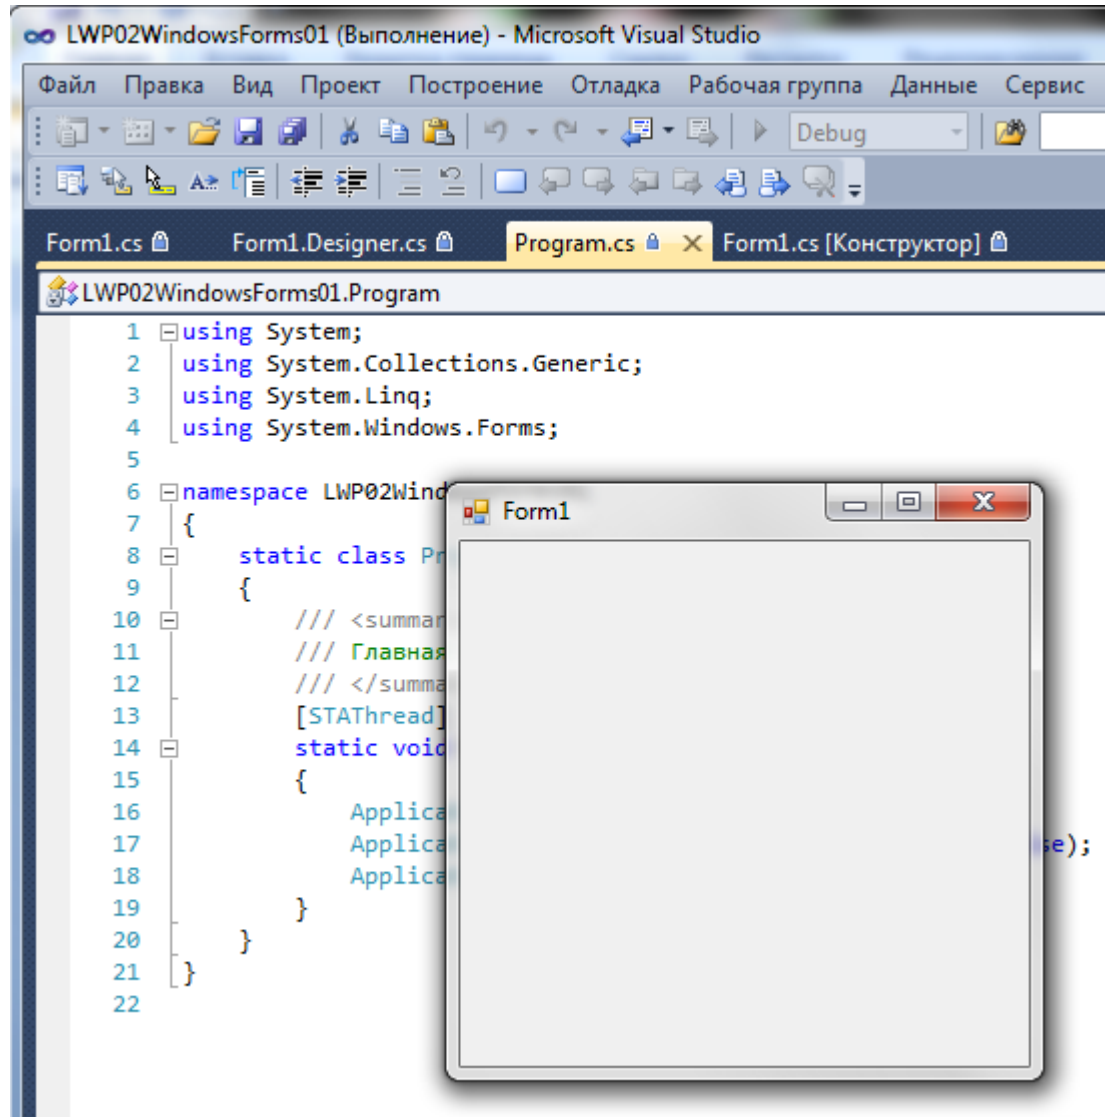 LWP02WindowsForms01 (Выполнение) - Microsoft Visual Studio
Файл Правка Вид Проект Построение Отладка Рабочая группа Данные Сервис
Debug
Form1.cs Form1.Designer.cs Program.cs Form1.cs [Конструктор]
LWP02WindowsForms01.Program
1 using System;
2 using System.Collections.Generic;
3 using System.Linq;
4 using System.Windows.Forms;
5
6 namespace LWP02Wind
Form1
7 {
8 static class Pr
9 {
10 /// <summar
11 /// Главная
12 /// </summa
13 [STAThread]
14 static void
15 {
16 Applica
17 Applica se);
18 Applica
19 }
20 }
21 }
22